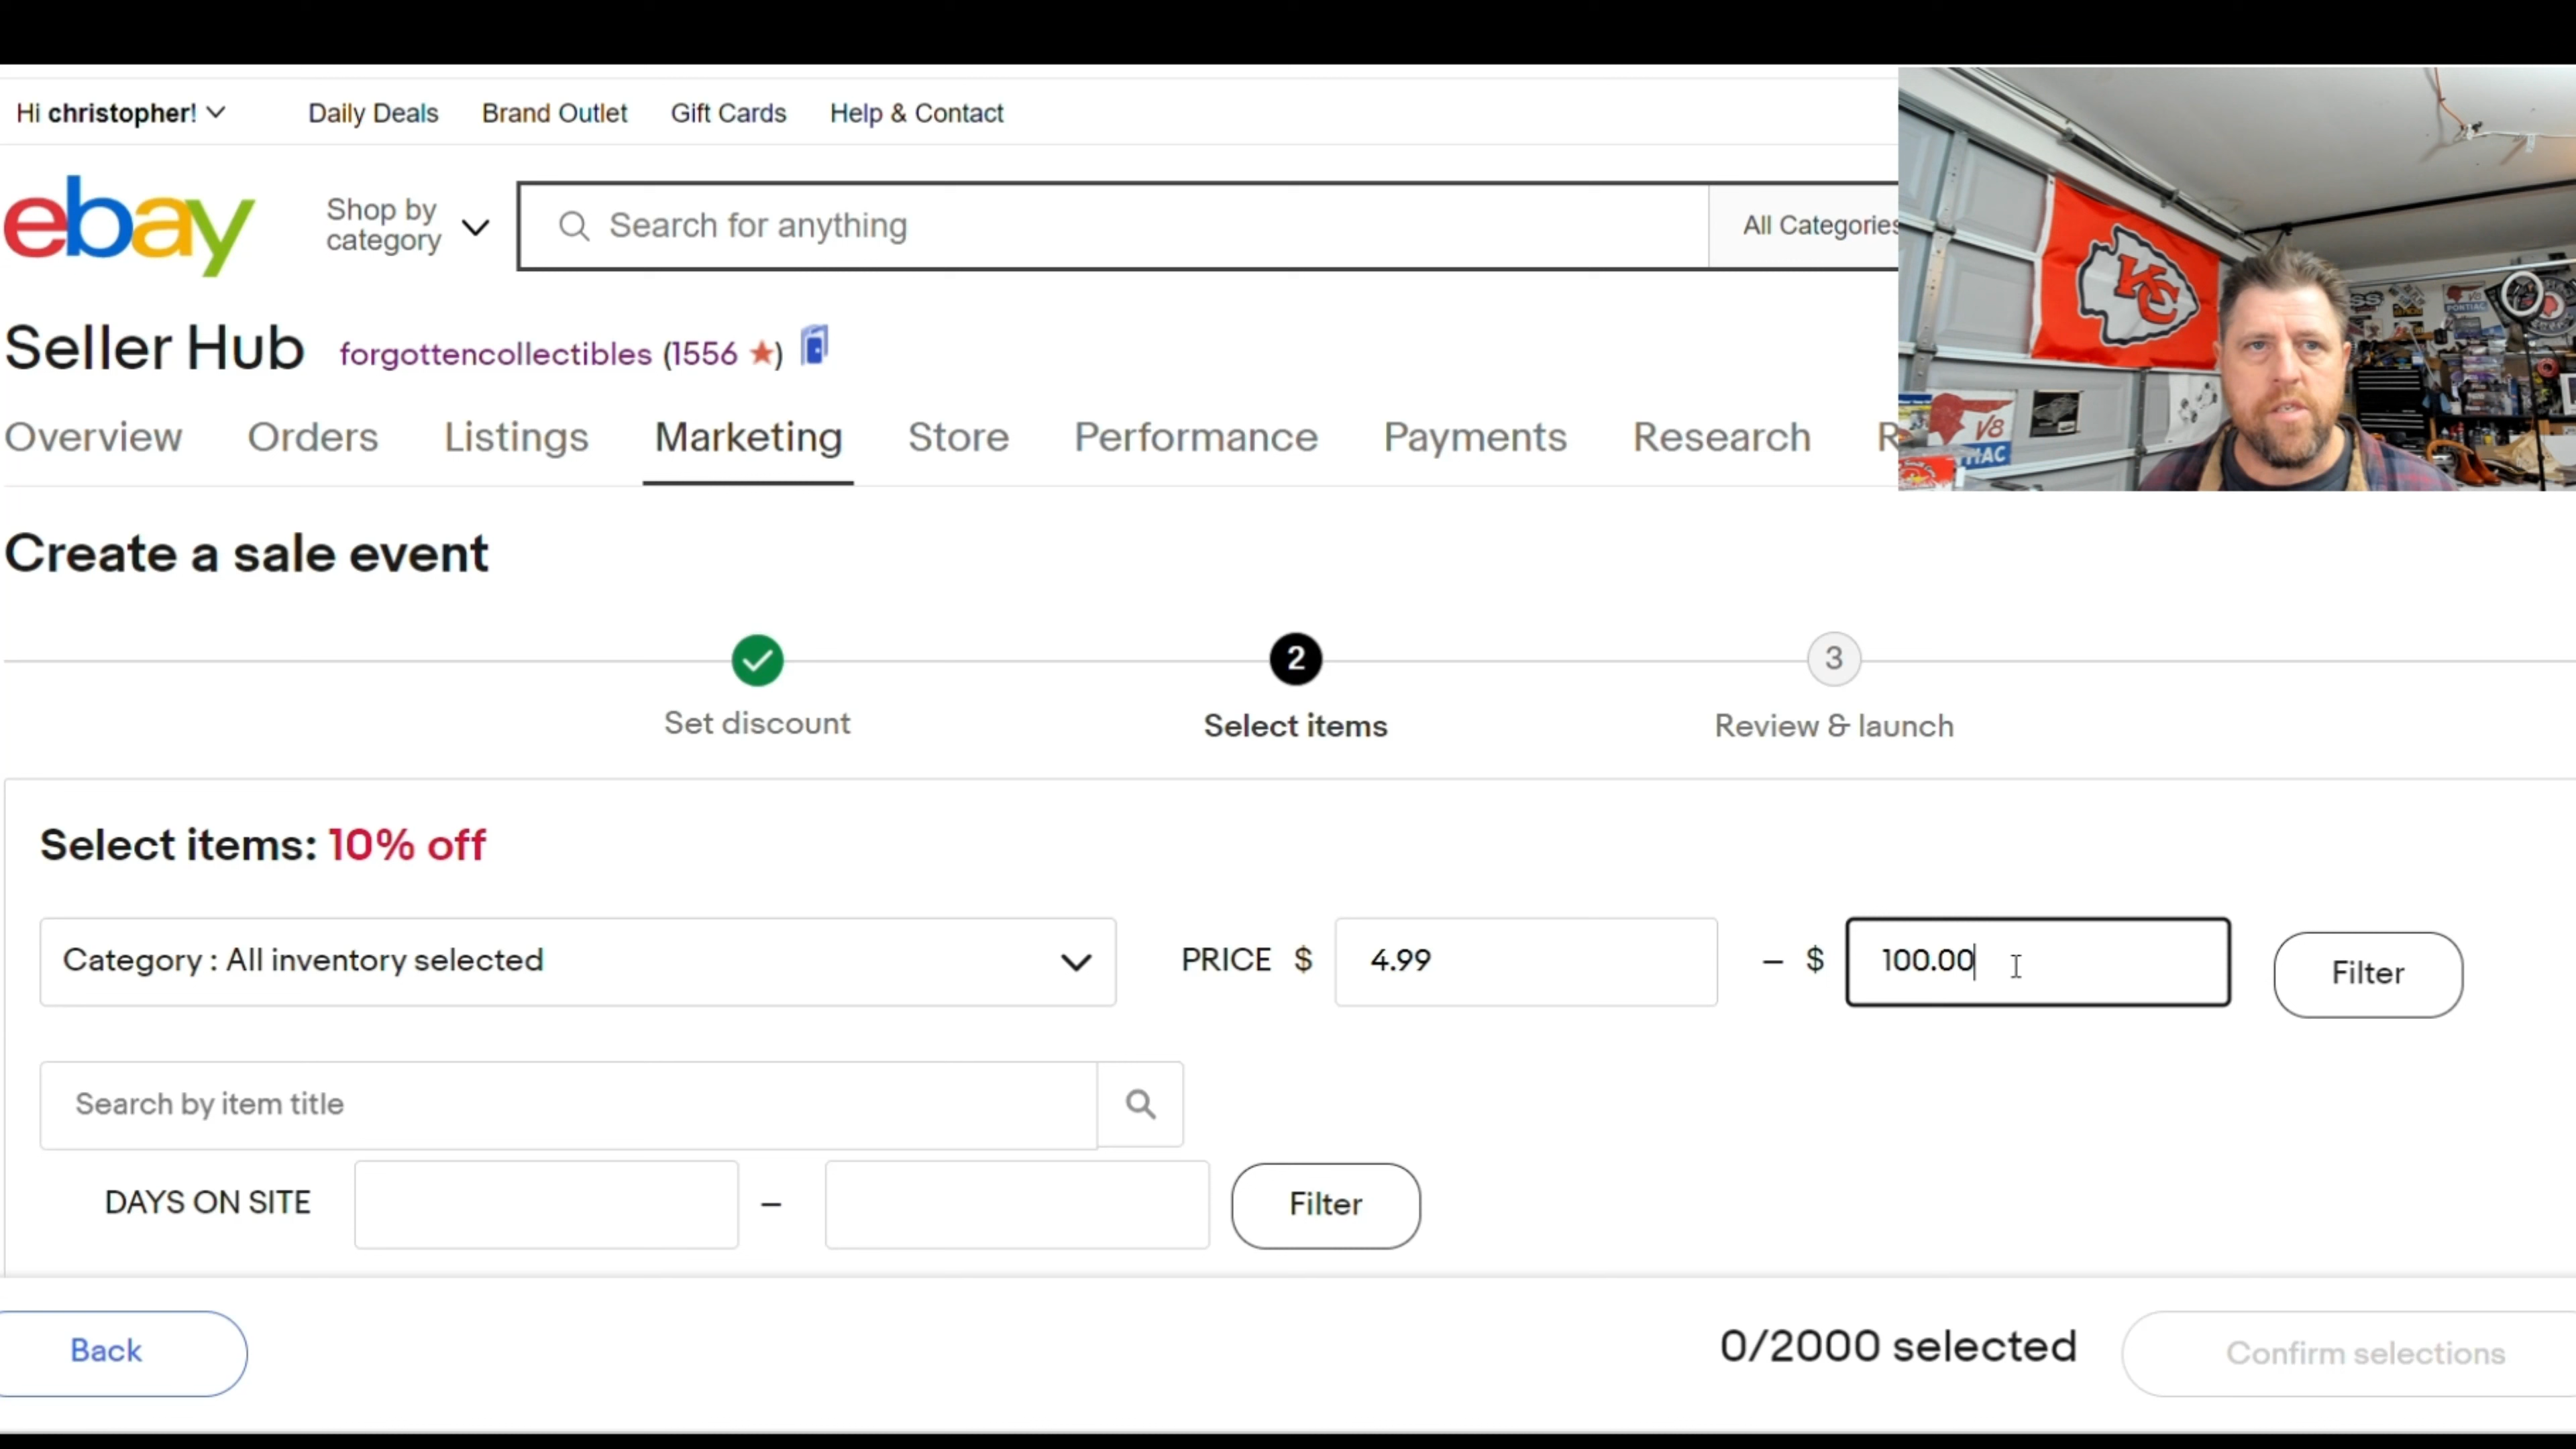 Hi christopher! Daily Deals Brand Outlet Gift Cards Help & Contact
ebay Shop by category Search for anything All Categories
Seller Hub forgottencollectibles (1556 ★)
Overview Orders Listings Marketing Store Performance Payments Research R
KC
V8
Create a sale event
2 3
Set discount Select items Review & launch
Select items: 10% off
Category : All inventory selected PRICE $ 4.99 – $ 100.00 Filter
Search by item title
DAYS ON SITE – Filter
Back 0/2000 selected Confirm selections